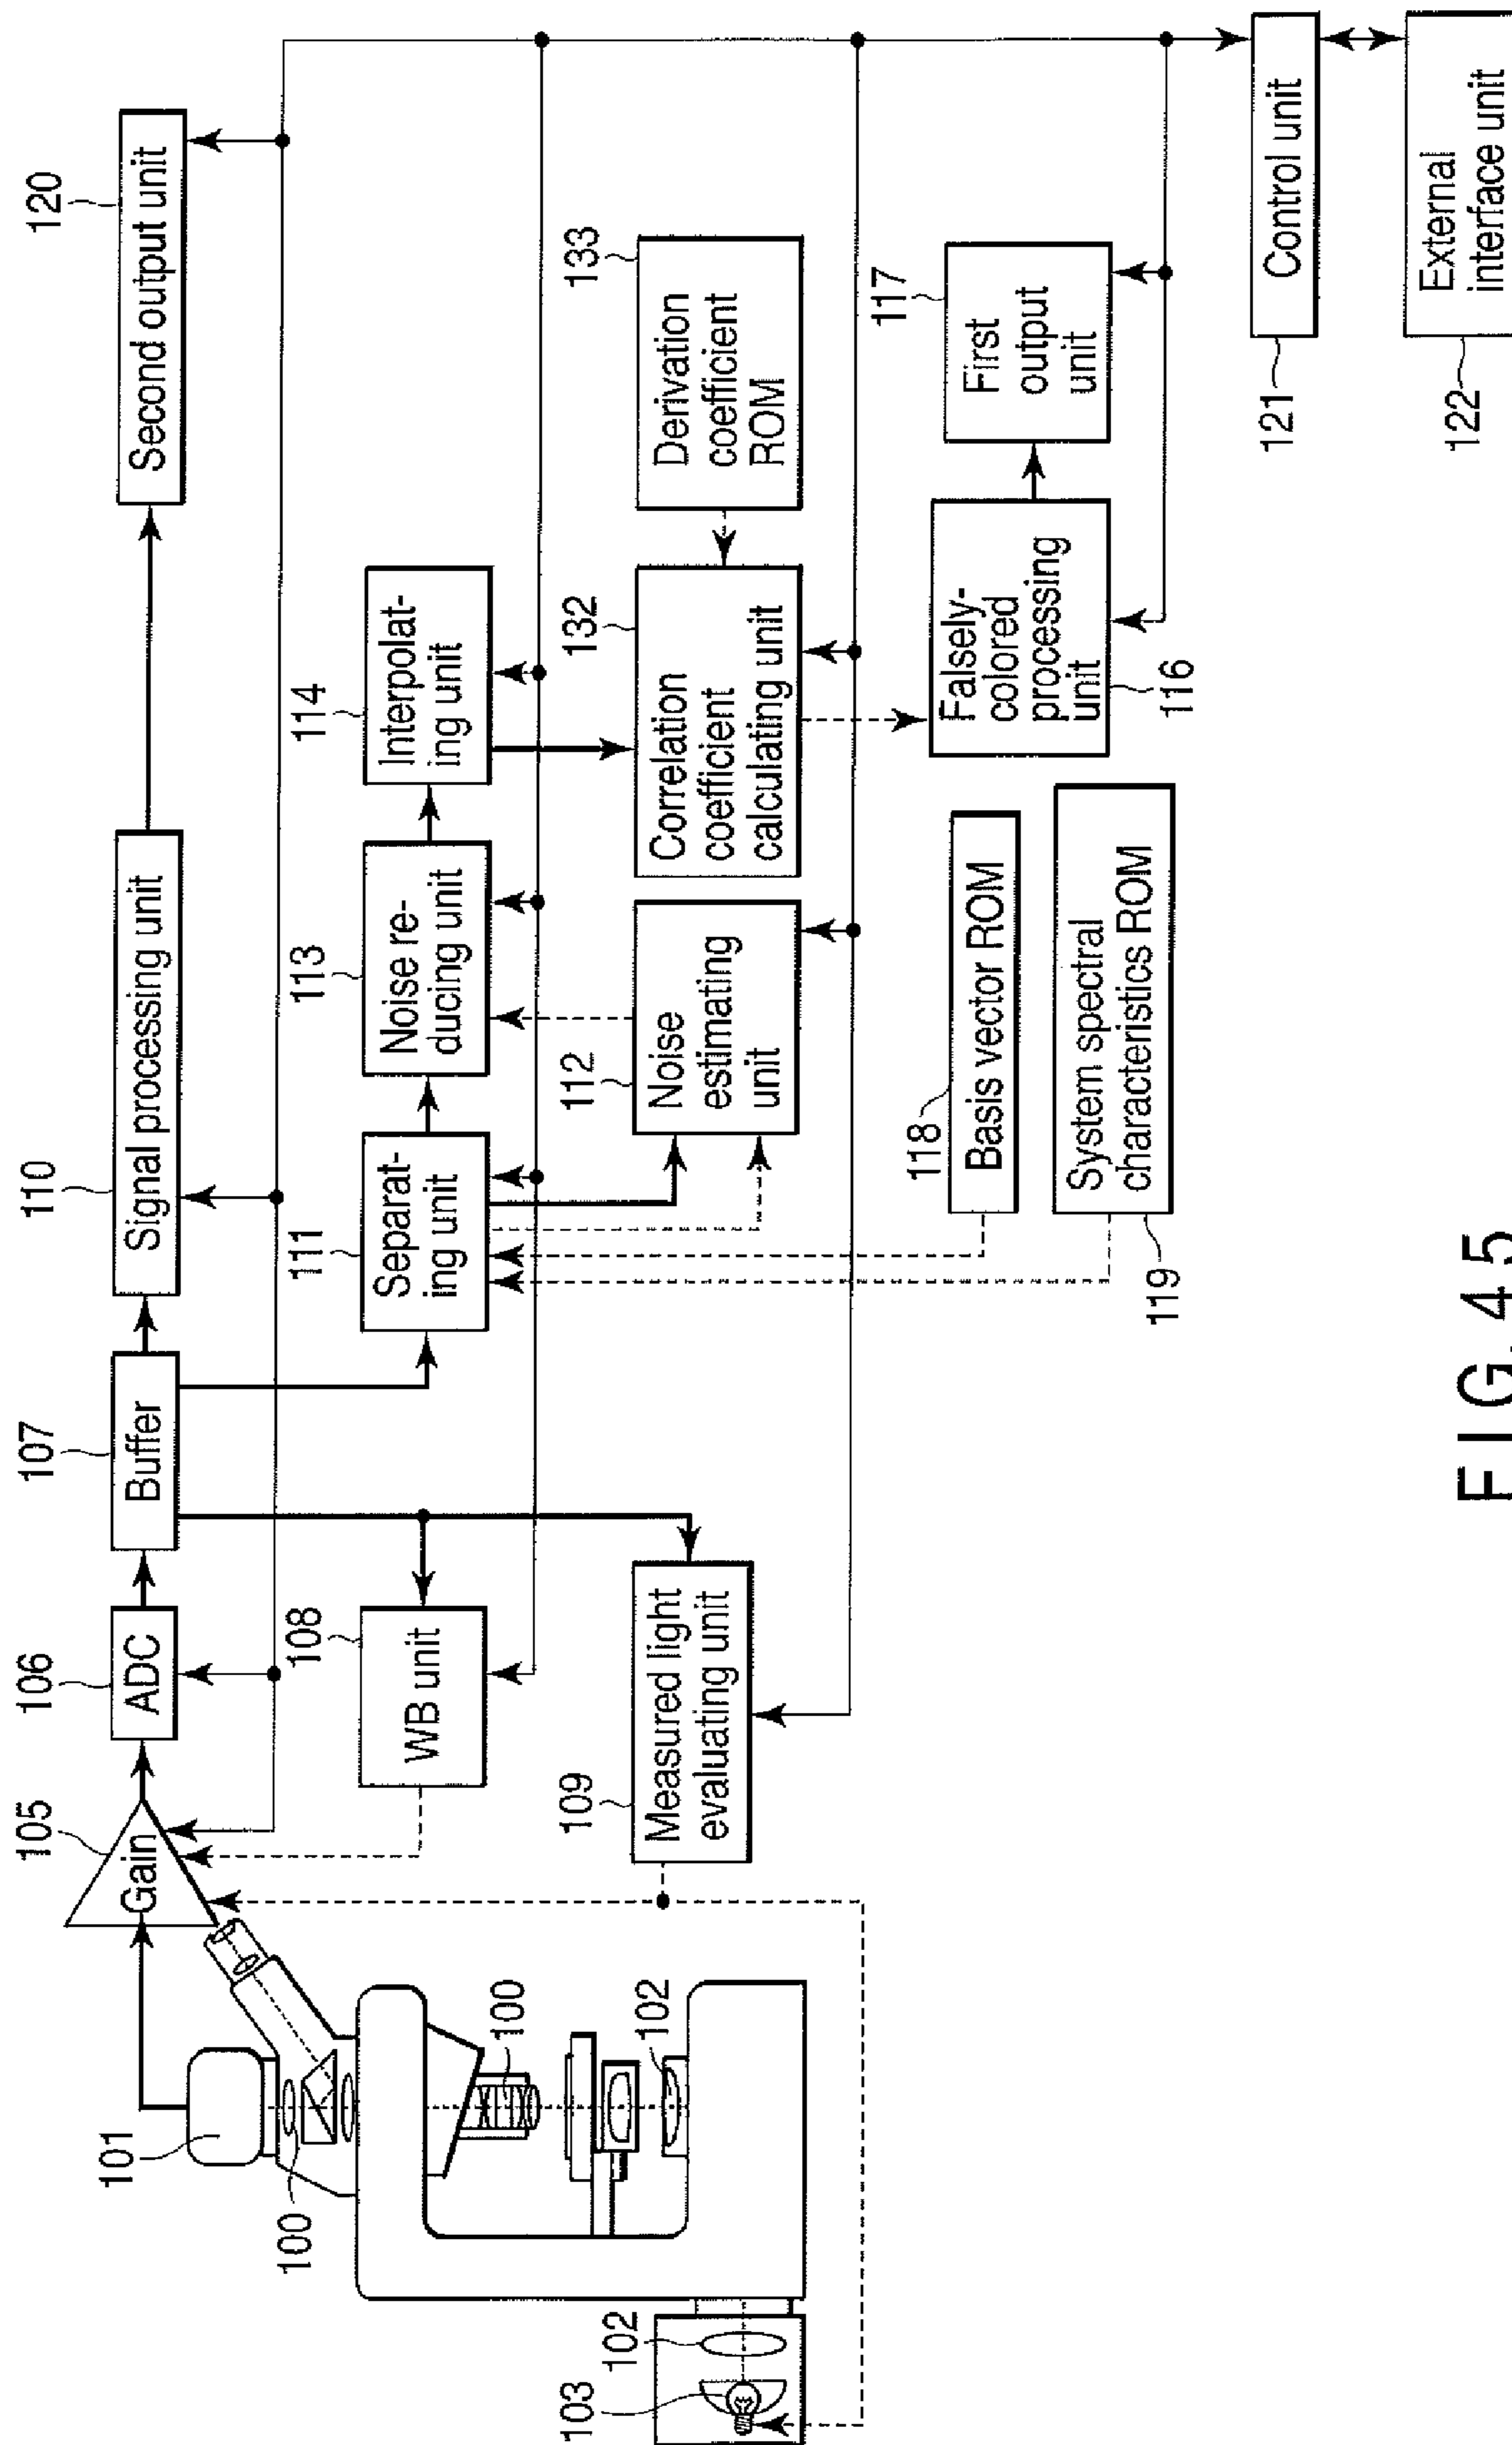 101
100
100
102
102
103
105
Gain
106
ADC
107
Buffer
108
WB unit
109
Measured light
evaluating unit
110
Signal processing unit
120
Second output unit
111
Separat-
ing unit
113
Noise re-
ducing unit
114
Interpolat-
ing unit
112
Noise
estimating
unit
132
Correlation
coefficient
calculating unit
133
Derivation
coefficient
ROM
118
Basis vector ROM
System spectral
characteristics ROM
119
Falsely-
colored
processing
unit
116
117
First
output
unit
Control unit
121
External
interface unit
122
FIG.45